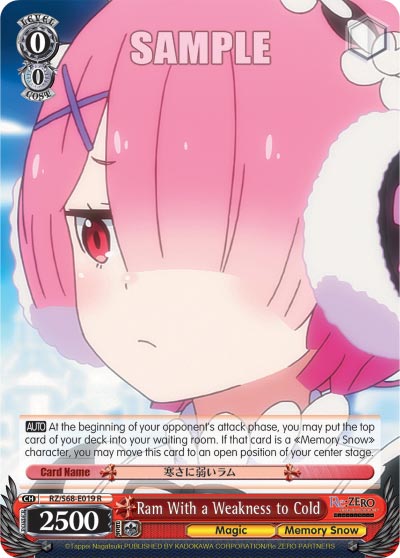 LEVEL
0
0
COST
SAMPLE
AUTO At the beginning of your opponent's attack phase, you may put the
top card of your deck into your waiting room. If that card is a «Memory Snow»
character, you may move this card to an open position of your center stage.
Card Name 寒さに弱いラム
CH RZ/S68-E019 R
Ram With a Weakness to Cold
Re:ZERO
POWER 2500 SOUL
Magic Memory Snow
©Tappei Nagatsuki,PUBLISHED BY KADOKAWA CORPORATION/Re:ZERO PARTNERS